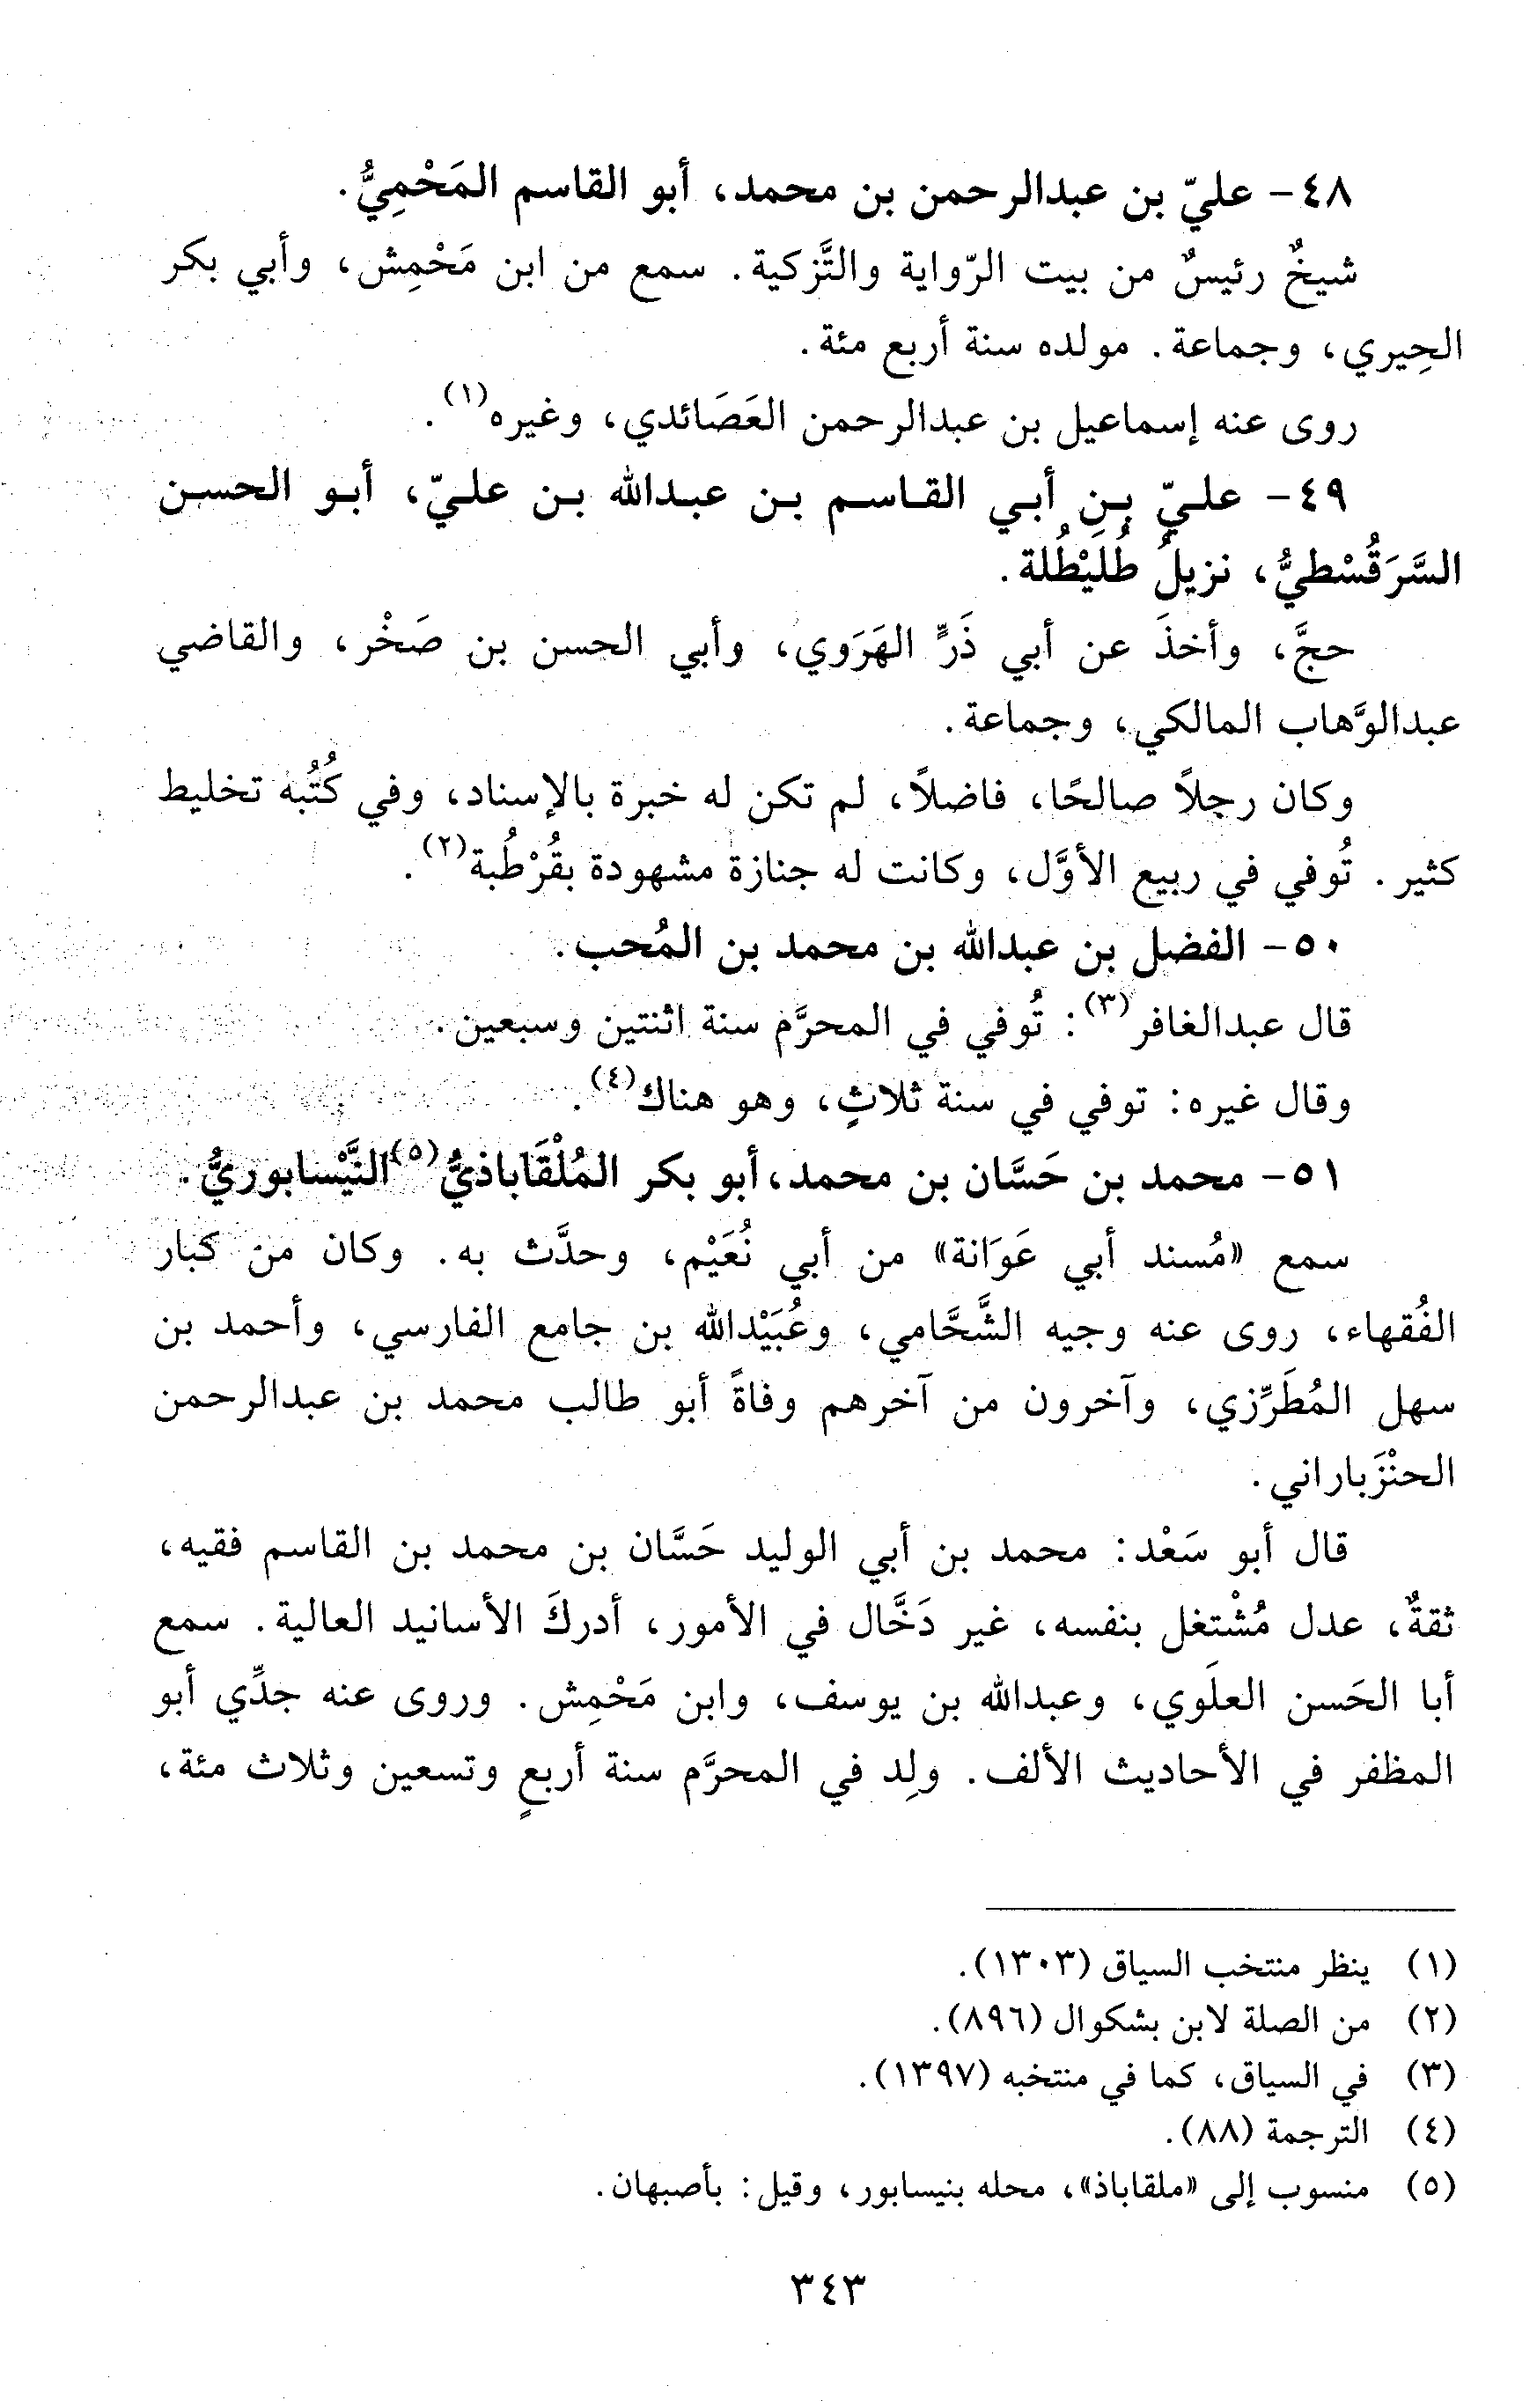 ٤٨- عليّ بن عبدالرحمن بن محمد، أبو القاسم المَحْمِيُّ.
شيخٌ رئيسٌ من بيت الرّواية والتَّزكية. سمع من ابن مَحْمِش، وأبي بكر
الحِيري، وجماعة. مولده سنة أربع مئة.
روى عنه إسماعيل بن عبدالرحمن العَصَائدي، وغيره(١).
٤٩- عليّ بن أبي القاسم بن عبدالله بن عليّ، أبو الحسن
السَّرَقُسْطيُّ، نزيلُ طُلَيْطُلة.
حجَّ، وأخذَ عن أبي ذَرٍّ الهَرَوي، وأبي الحسن بن صَخْر، والقاضي
عبدالوَّهاب المالكي، وجماعة.
وكان رجلاً صالحًا، فاضلاً، لم تكن له خبرة بالإسناد، وفي كُتُبه تخليط
كثير. تُوفي في ربيع الأوَّل، وكانت له جنازة مشهودة بقُرْطُبة(٢).
٥٠- الفضل بن عبدالله بن محمد بن المُحب.
قال عبدالغافر(٣): تُوفي في المحرَّم سنة اثنتين وسبعين.
وقال غيره: توفي في سنة ثلاثٍ، وهو هناك(٤).
٥١- محمد بن حَسَّان بن محمد، أبو بكر المُلْقَاباذيُّ(٥) النَّيْسابوريُّ.
سمع «مُسند أبي عَوَانة» من أبي نُعَيْم، وحدَّث به. وكان من كبار
الفُقهاء، روى عنه وجيه الشَّحَّامي، وعُبَيْدالله بن جامع الفارسي، وأحمد بن
سهل المُطَرِّزي، وآخرون من آخرهم وفاةً أبو طالب محمد بن عبدالرحمن
الحنْزَباراني.
قال أبو سَعْد: محمد بن أبي الوليد حَسَّان بن محمد بن القاسم فقيه،
ثقةٌ، عدل مُشْتغل بنفسه، غير دَخَّال في الأمور، أدركَ الأسانيد العالية. سمع
أبا الحَسن العلَوي، وعبدالله بن يوسف، وابن مَحْمِش. وروى عنه جدِّي أبو
المظفر في الأحاديث الألف. ولِد في المحرَّم سنة أربعٍ وتسعين وثلاث مئة،
(١) ينظر منتخب السياق (١٣٠٣).
(٢) من الصلة لابن بشكوال (٨٩٦).
(٣) في السياق، كما في منتخبه (١٣٩٧).
(٤) الترجمة (٨٨).
(٥) منسوب إلى «ملقاباذ»، محله بنيسابور، وقيل: بأصبهان.
٣٤٣